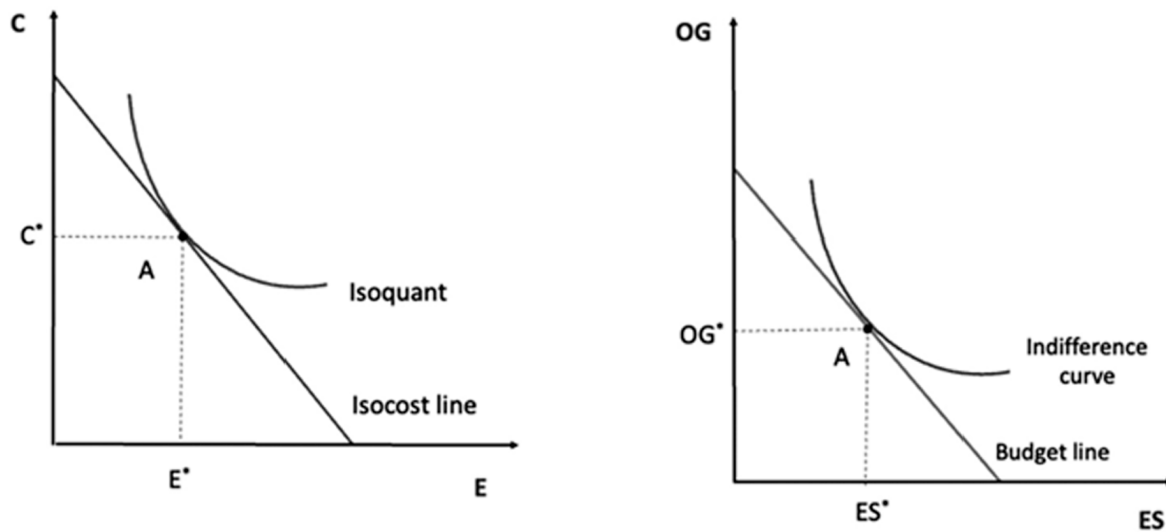 C
C*
A
Isoquant
Isocost line
E*
E
OG
OG*
A
Indifference
curve
Budget line
ES*
ES